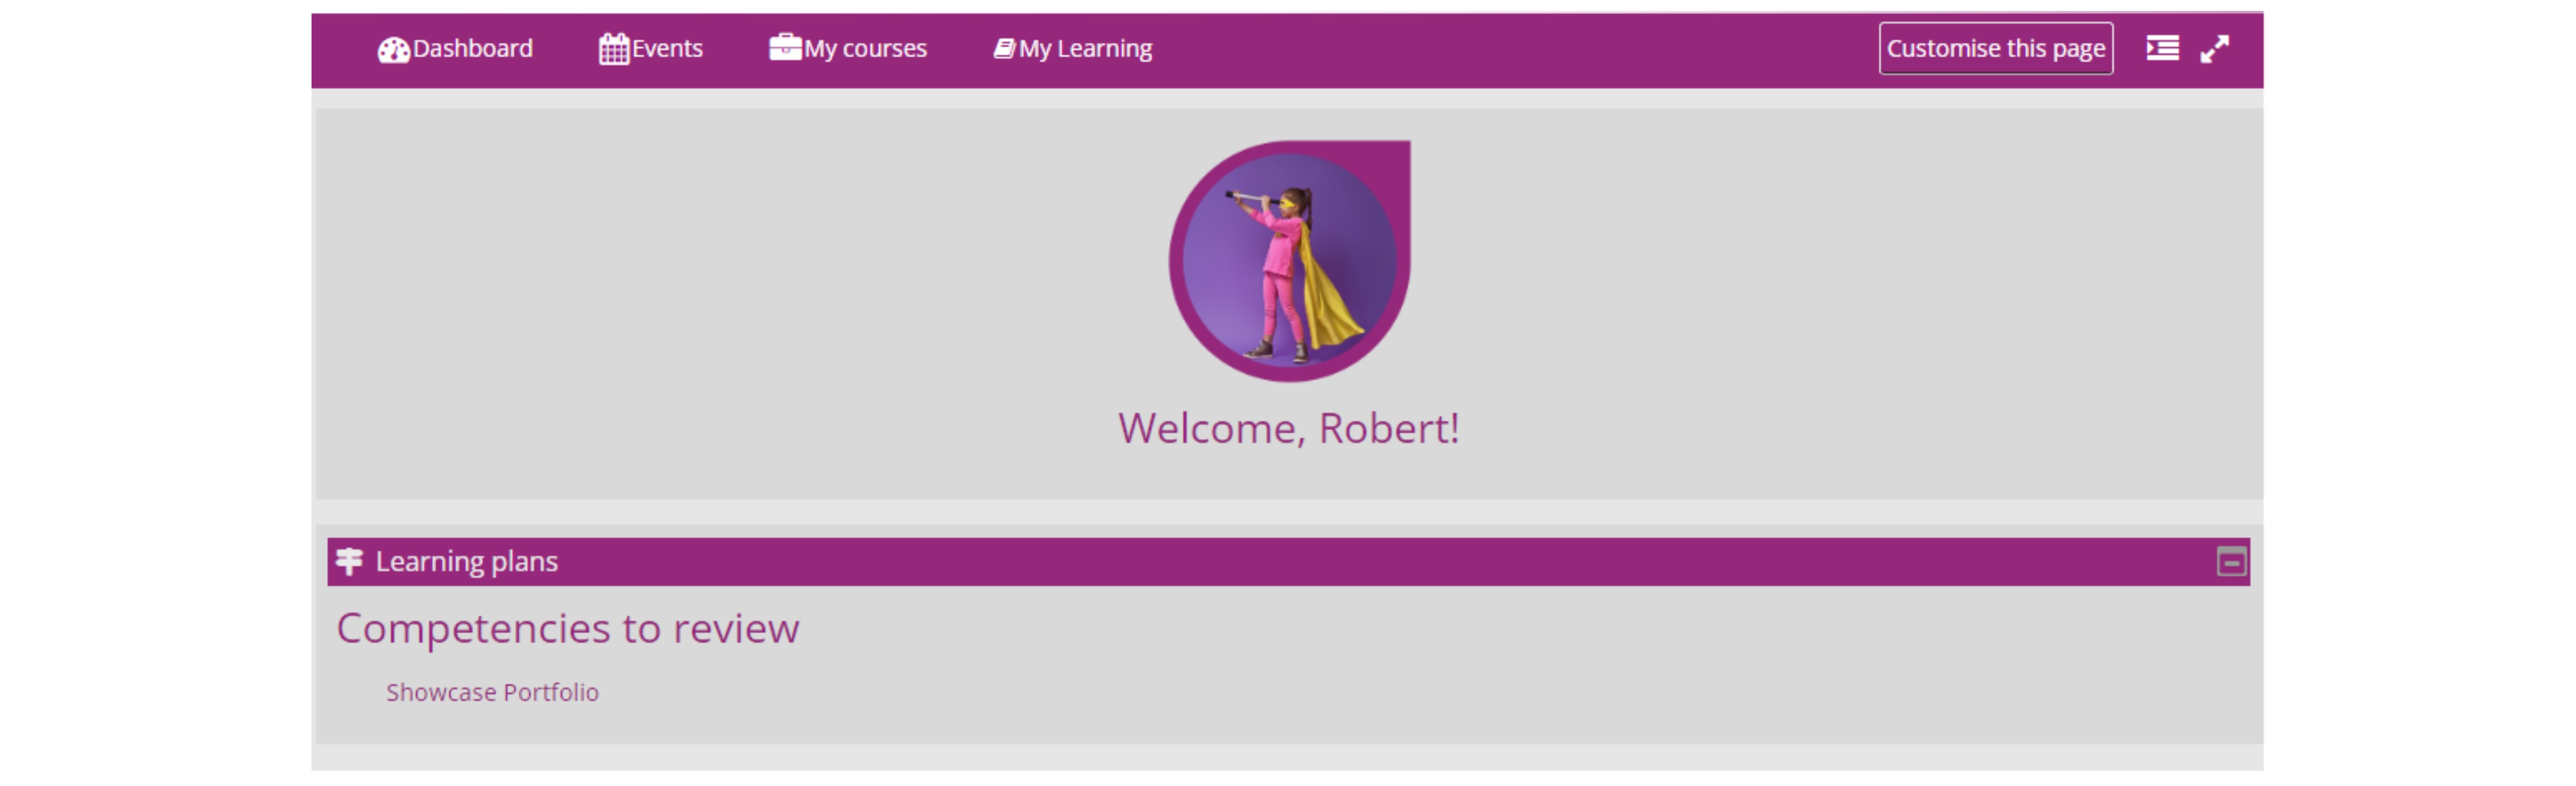 Dashboard Events My courses My Learning Customise this page
Welcome, Robert!
Learning plans
Competencies to review
Showcase Portfolio